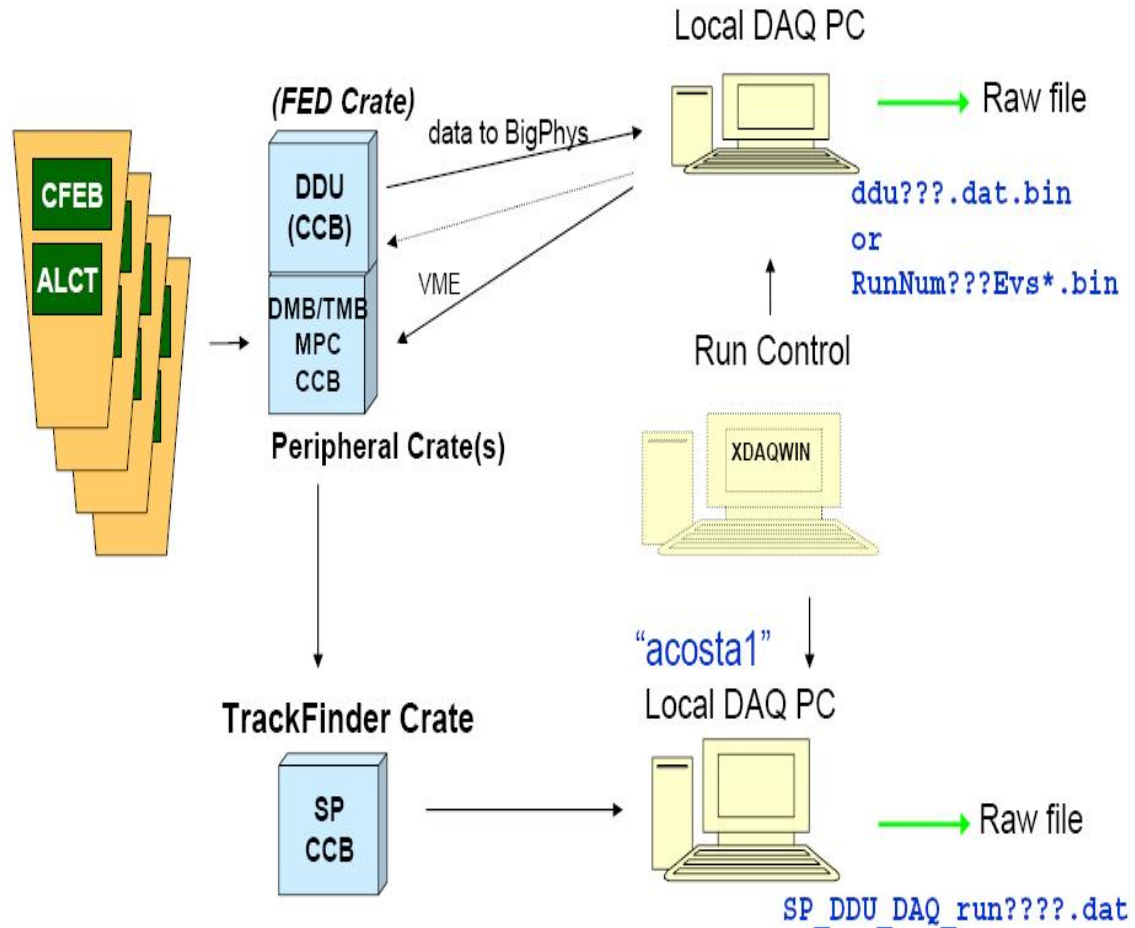 Local DAQ PC
(FED Crate)
data to BigPhys
Raw file
CFEB
ALCT
DDU
(CCB)
ddu???.dat.bin
or
RunNum???Evs*.bin
VME
DMB/TMB
MPC
CCB
Run Control
Peripheral Crate(s)
XDAQWIN
“acosta1”
Local DAQ PC
TrackFinder Crate
SP
CCB
Raw file
SP_DDU_DAQ_run????.dat